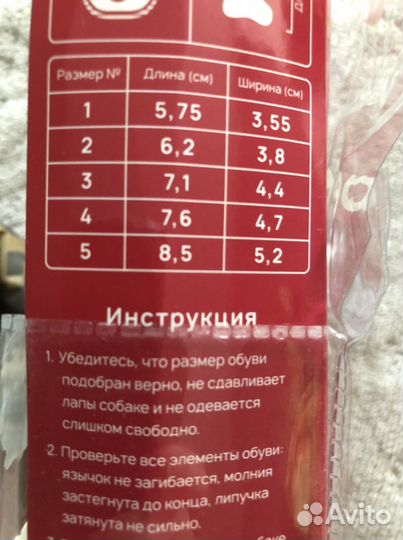 Размер № Длина (см) Ширина (см)
1 5,75 3,55
2 6,2 3,8
3 7,1 4,4
4 7,6 4,7
5 8,5 5,2
Инструкция
1. Убедитесь, что размер обуви
подобран верно, не сдавливает
лапы собаке и не одевается
слишком свободно.
2. Проверьте все элементы обуви:
язычок не загибается, молния
застегнута до конца, липучка
затянута не сильно.
Avito